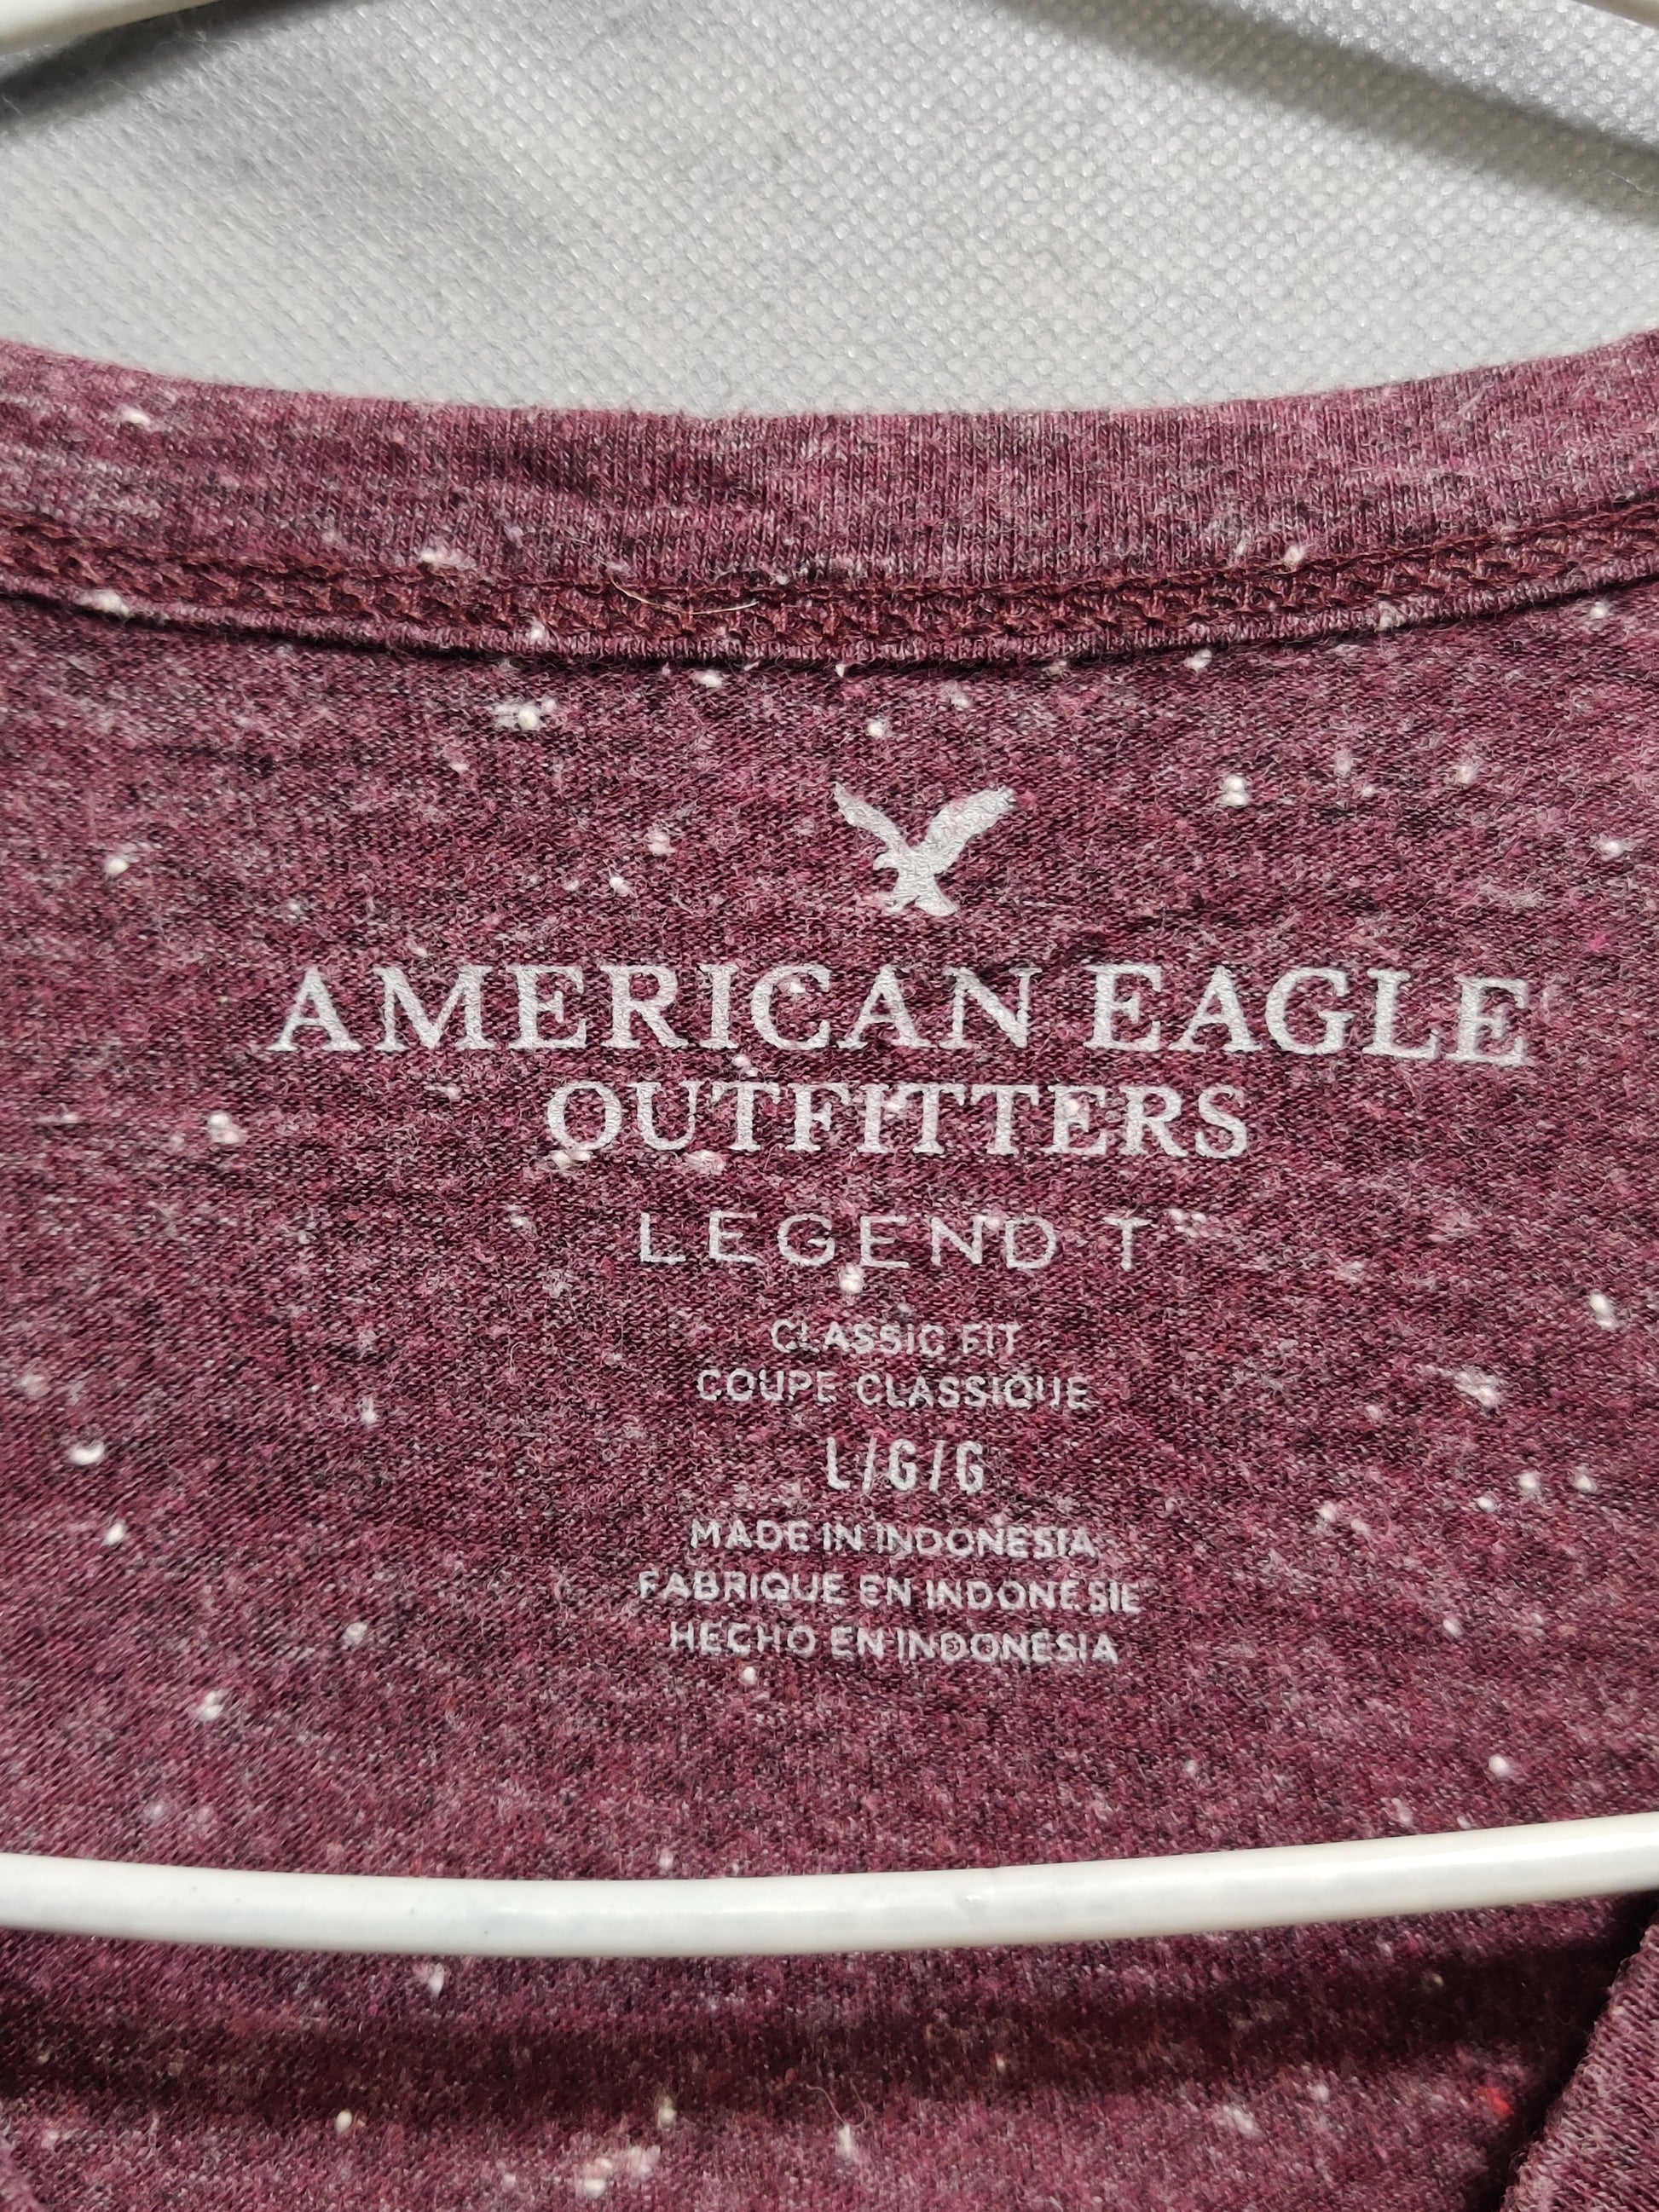 AMERICAN EAGLE
OUTFITTERS
LEGEND T
CLASSIC FIT
COUPE CLASSIQUE
L/G/G
MADE IN INDONESIA
FABRIQUE EN INDONESIE
HECHO EN INDONESIA